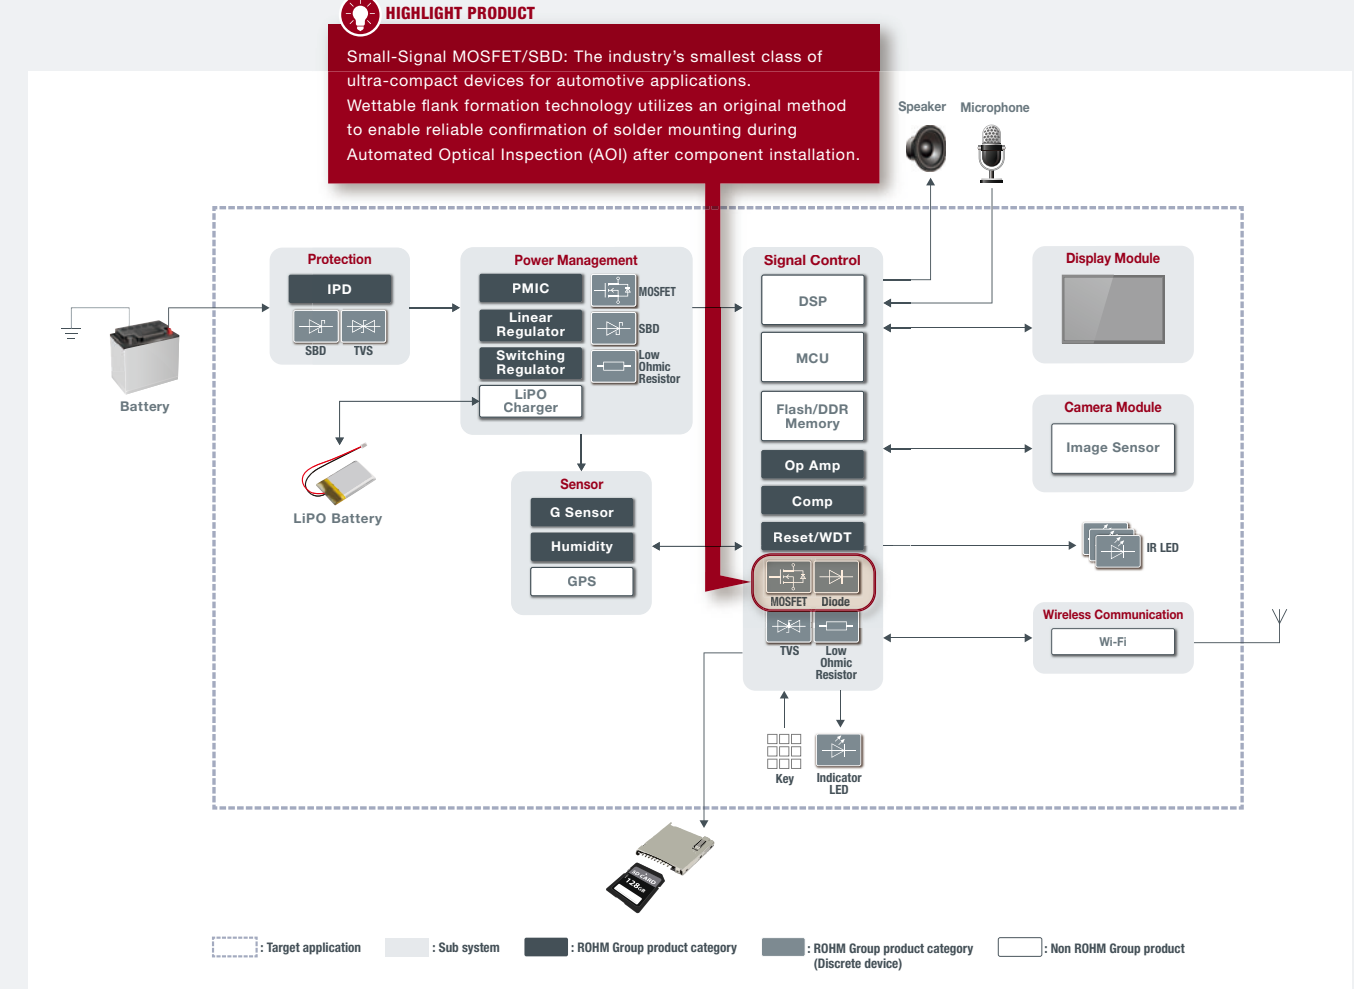 HIGHLIGHT PRODUCT
Small-Signal MOSFET/SBD: The industry's smallest class of
ultra-compact devices for automotive applications.
Wettable flank formation technology utilizes an original method
to enable reliable confirmation of solder mounting during
Automated Optical Inspection (AOI) after component installation.
Speaker
Microphone
Protection
IPD
SBD
TVS
Battery
LiPO Battery
Power Management
PMIC
Linear
Regulator
Switching
Regulator
LiPO
Charger
MOSFET
SBD
Low
Ohmic
Resistor
Sensor
G Sensor
Humidity
GPS
Signal Control
DSP
MCU
Flash/DDR
Memory
Op Amp
Comp
Reset/WDT
MOSFET
Diode
TVS
Low
Ohmic
Resistor
Key
Indicator
LED
Display Module
Camera Module
Image Sensor
IR LED
Wireless Communication
Wi-Fi
SD CARD
128GB
: Target application
: Sub system
: ROHM Group product category
: ROHM Group product category
(Discrete device)
: Non ROHM Group product